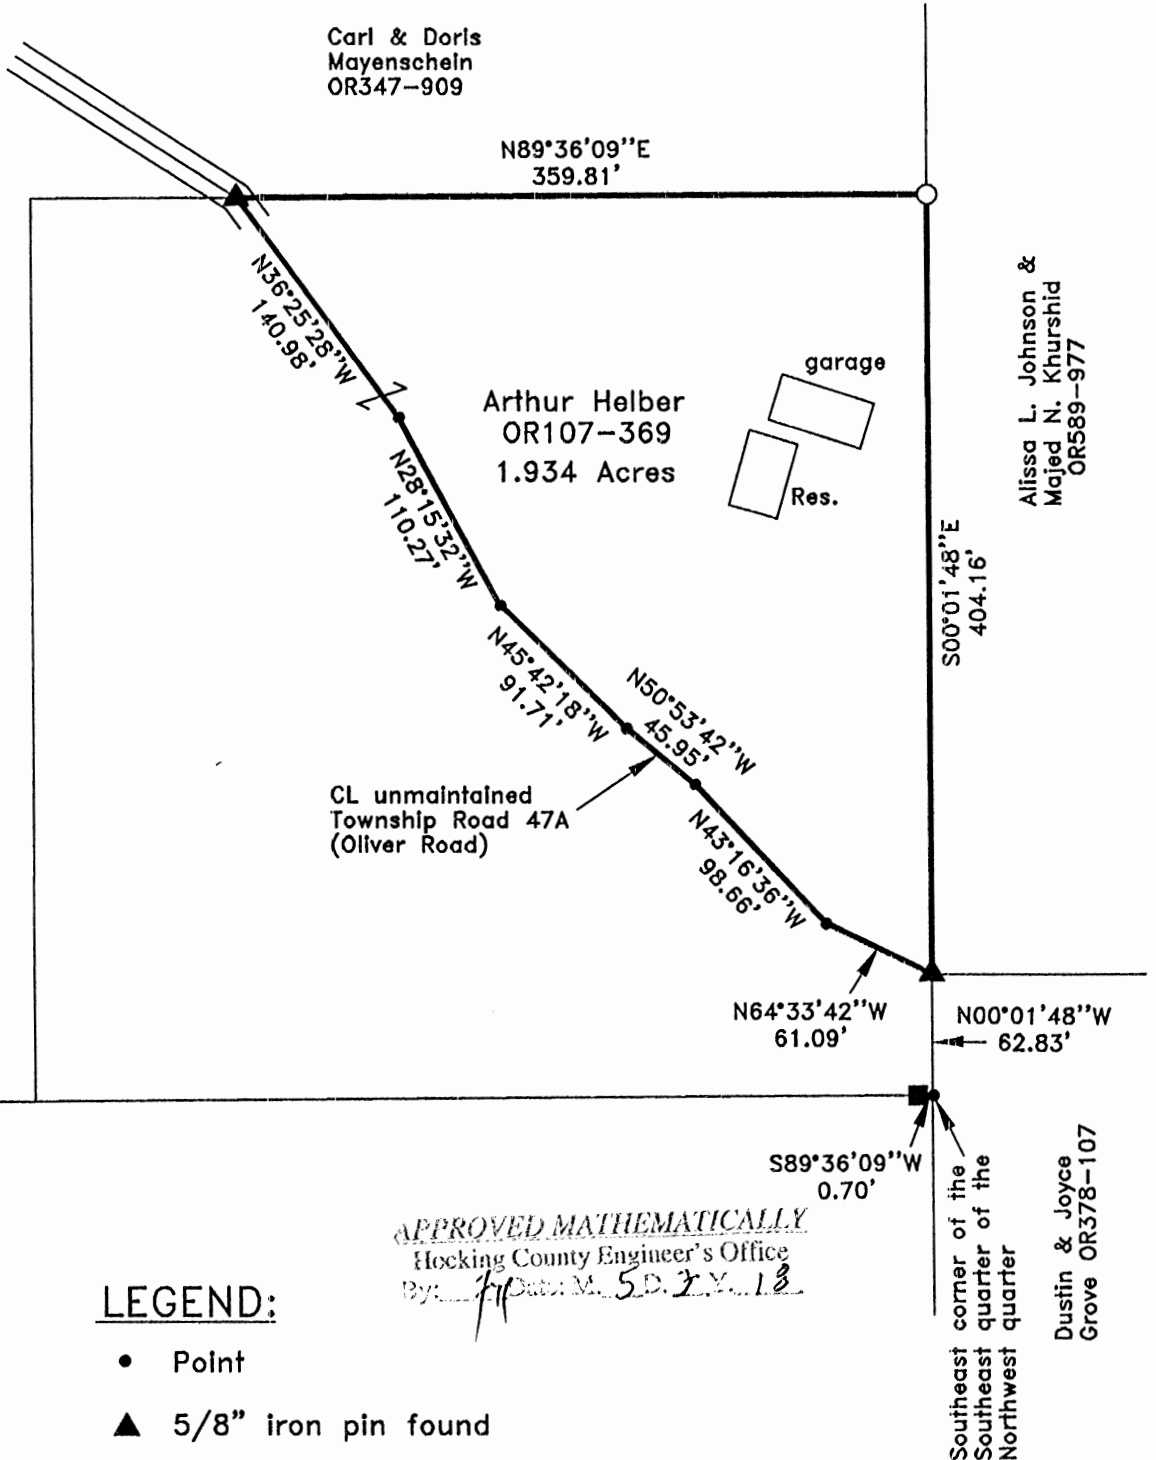 Carl & Doris
Mayenschein
OR347-909
N89°36'09"E
359.81'
N36°25'28"W
140.98'
garage
Arthur Helber
OR107-369
1.934 Acres
Res.
Alissa L. Johnson &
Majed N. Khurshid
OR589-977
N28°15'32"W
110.27'
S00°01'48"E
404.16'
N45°42'18"W
91.71'
N50°53'42"W
45.95'
CL unmaintained
Township Road 47A
(Oliver Road)
N43°16'36"W
98.66'
N64°33'42"W
61.09'
N00°01'48"W
62.83'
S89°36'09"W
0.70'
Southeast corner of the
Southeast quarter of the
Northwest quarter
Dustin & Joyce
Grove OR378-107
APPROVED MATHEMATICALLY
Hocking County Engineer's Office
By: Date: M. 5 D. Y. 18
LEGEND:
Point
5/8" iron pin found